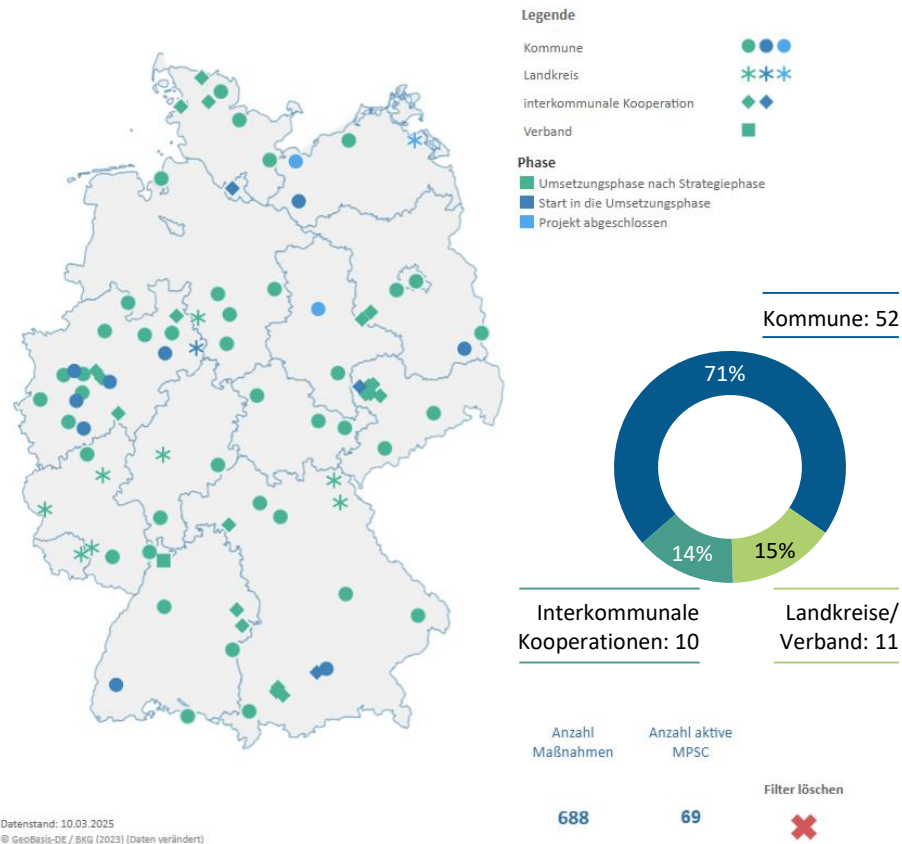 Legende
Kommune
Landkreis
interkommunale Kooperation
Verband
Phase
Umsetzungsphase nach Strategiephase
Start in die Umsetzungsphase
Projekt abgeschlossen
Kommune: 52
71%
14%
15%
Interkommunale
Kooperationen: 10
Landkreise/
Verband: 11
Anzahl
Maßnahmen
Anzahl aktive
MPSC
Filter löschen
688
69
Datenstand: 10.03.2025
© GeoBasis-DE / BKG (2023) (Daten verändert)